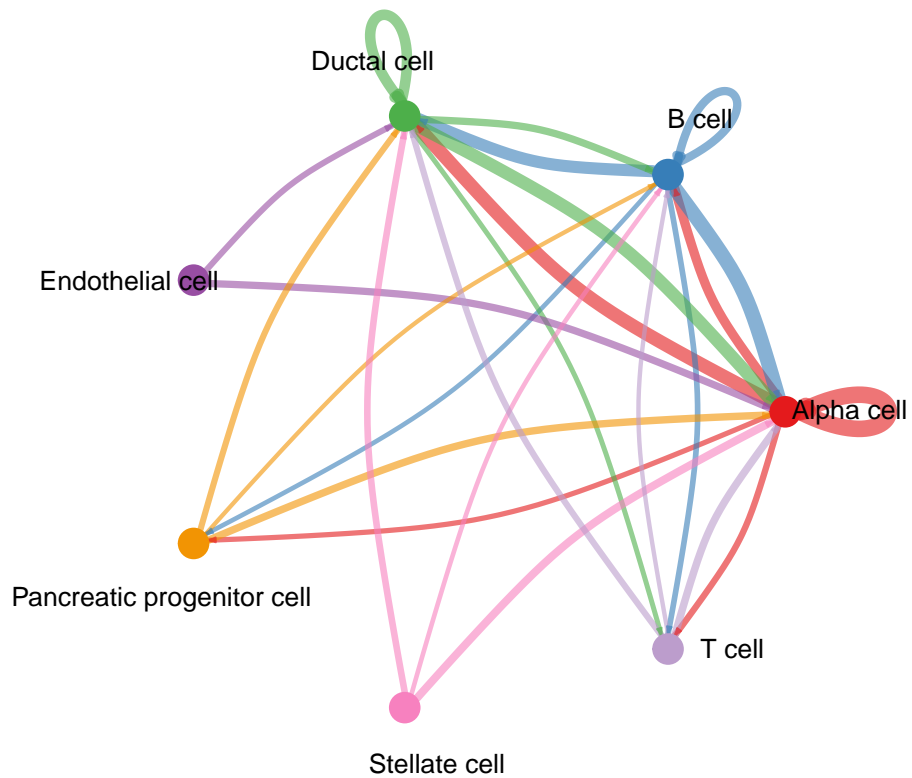 Ductal cell
B cell
Endothelial cell
Alpha cell
Pancreatic progenitor cell
T cell
Stellate cell